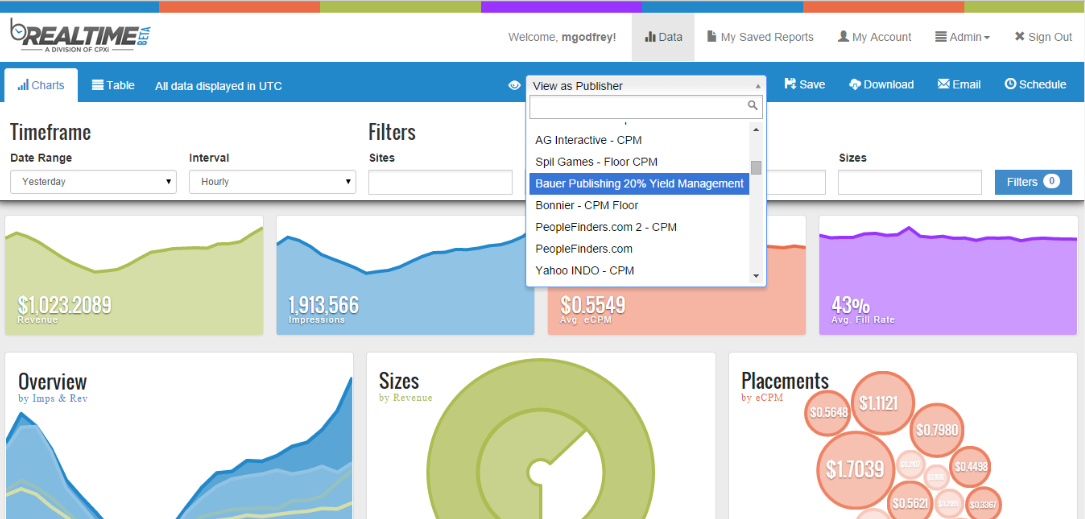 bREALTIME BETA
A DIVISION OF CPXi
Welcome, mgodfrey!
Data
My Saved Reports
My Account
Admin
Sign Out
Charts
Table
All data displayed in UTC
View as Publisher
Save
Download
Email
Schedule
Timeframe
Filters
Date Range
Interval
Sites
Sizes
Yesterday
Hourly
Filters 0
AG Interactive - CPM
Spil Games - Floor CPM
Bauer Publishing 20% Yield Management
Bonnier - CPM Floor
PeopleFinders.com 2 - CPM
PeopleFinders.com
Yahoo INDO - CPM
$1,023.2089
Revenue
1,913,566
Impressions
$0.5549
Avg. eCPM
43%
Avg. Fill Rate
Overview
by Imps & Rev
Sizes
by Revenue
Placements
by eCPM
$0.5648
$1.1121
$0.7980
$1.7039
$0.4498
$0.5621
$0.3367